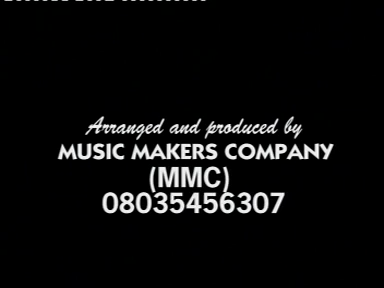 Arranged and produced by
MUSIC MAKERS COMPANY
(MMC)
08035456307